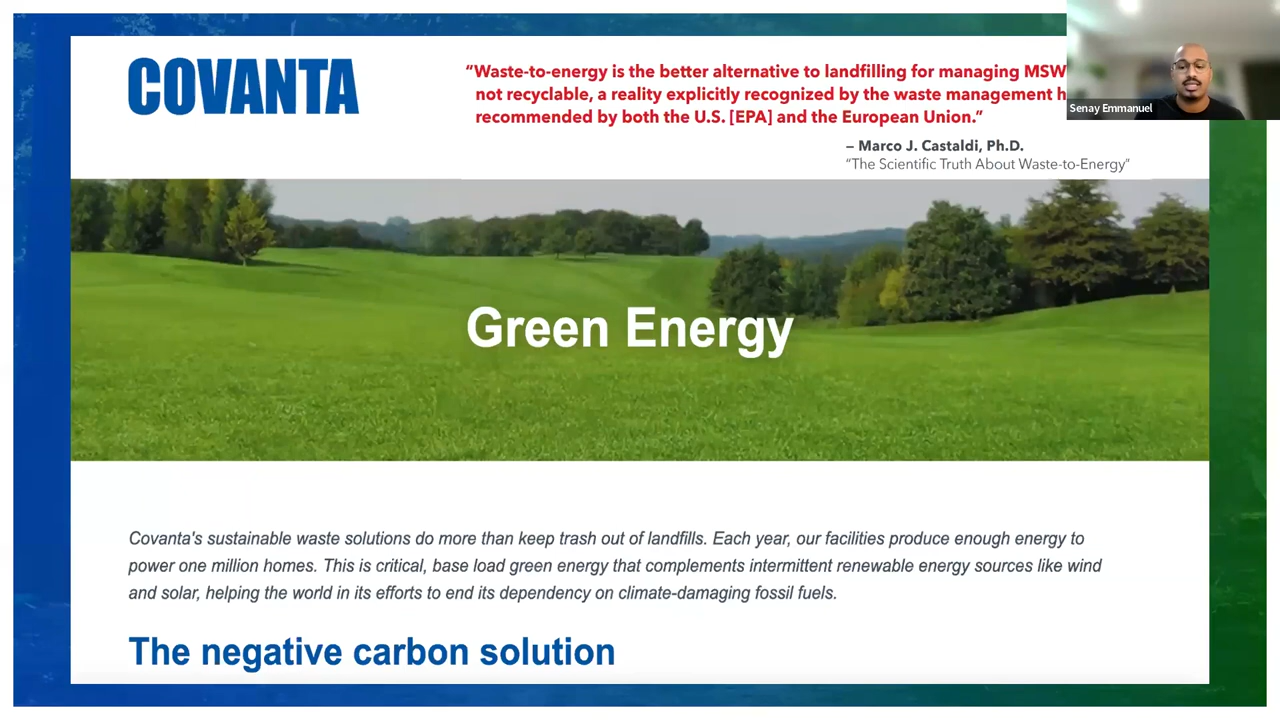 COVANTA
“Waste-to-energy is the better alternative to landfilling for managing MSW
not recyclable, a reality explicitly recognized by the waste management
recommended by both the U.S. [EPA] and the European Union.”
– Marco J. Castaldi, Ph.D.
“The Scientific Truth About Waste-to-Energy”
Senay Emmanuel
Green Energy
Covanta's sustainable waste solutions do more than keep trash out of landfills. Each year, our facilities produce enough energy to
power one million homes. This is critical, base load green energy that complements intermittent renewable energy sources like wind
and solar, helping the world in its efforts to end its dependency on climate-damaging fossil fuels.
The negative carbon solution